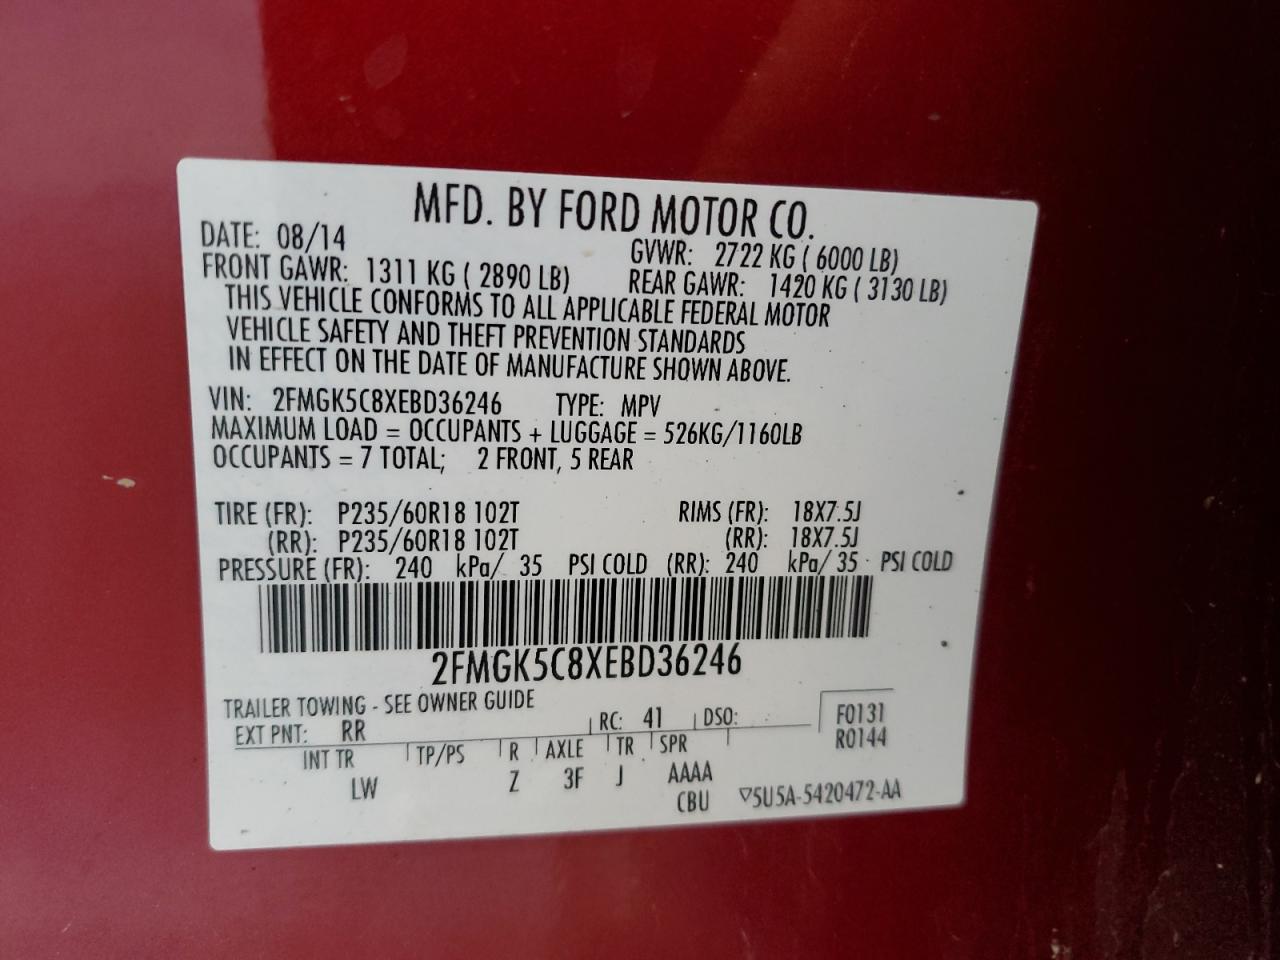 MFD. BY FORD MOTOR CO.
DATE: 08/14 GVWR: 2722 KG ( 6000 LB)
FRONT GAWR: 1311 KG ( 2890 LB) REAR GAWR: 1420 KG ( 3130 LB)
THIS VEHICLE CONFORMS TO ALL APPLICABLE FEDERAL MOTOR
VEHICLE SAFETY AND THEFT PREVENTION STANDARDS
IN EFFECT ON THE DATE OF MANUFACTURE SHOWN ABOVE.
VIN: 2FMGK5C8XEBD36246 TYPE: MPV
MAXIMUM LOAD = OCCUPANTS + LUGGAGE = 526KG/1160LB
OCCUPANTS = 7 TOTAL; 2 FRONT, 5 REAR
TIRE (FR): P235/60R18 102T RIMS (FR): 18X7.5J
(RR): P235/60R18 102T (RR): 18X7.5J
PRESSURE (FR): 240 kPa/ 35 PSI COLD (RR): 240 kPa/ 35 PSI COLD
2FMGK5C8XEBD36246
TRAILER TOWING - SEE OWNER GUIDE
EXT PNT: RR RC: 41 DSO: F0131
R0144
INT TR TP/PS R AXLE TR SPR
LW Z 3F J AAAA
CBU ▽5U5A-5420472-AA